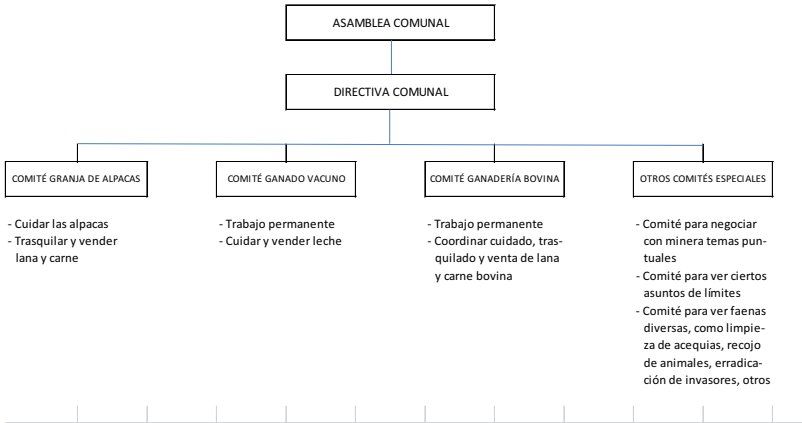 ASAMBLEA COMUNAL
DIRECTIVA COMUNAL
COMITÉ GRANJA DE ALPACAS
- Cuidar las alpacas
- Trasquilar y vender
lana y carne
COMITÉ GANADO VACUNO
- Trabajo permanente
- Cuidar y vender leche
COMITÉ GANADERÍA BOVINA
- Trabajo permanente
- Coordinar cuidado, tras-
quilado y venta de lana
y carne bovina
OTROS COMITÉS ESPECIALES
- Comité para negociar
con minera temas pun-
tuales
- Comité para ver ciertos
asuntos de límites
- Comité para ver faenas
diversas, como limpie-
za de acequias, recojo
de animales, erradica-
ción de invasores, otros